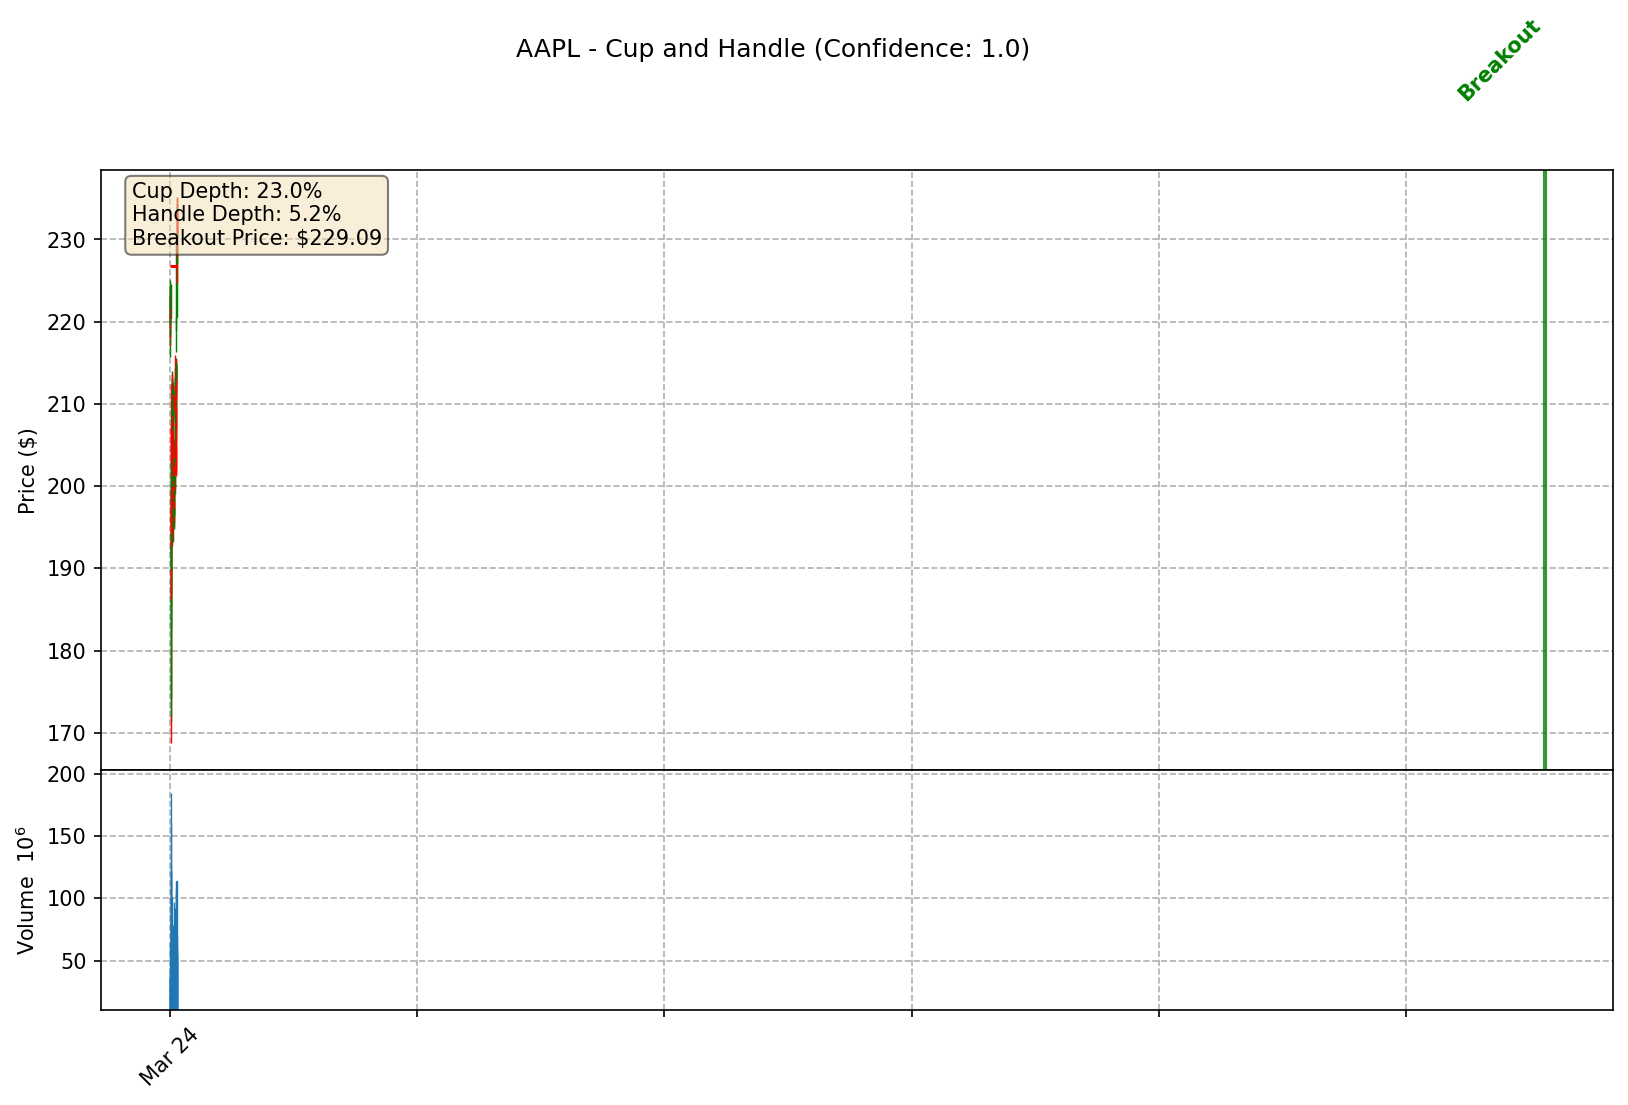 AAPL - Cup and Handle (Confidence: 1.0)
Breakout
Cup Depth: 23.0%
Handle Depth: 5.2%
Breakout Price: $229.09
Price ($)
230
220
210
200
190
180
170
Volume 10⁶
200
150
100
50
Mar 24